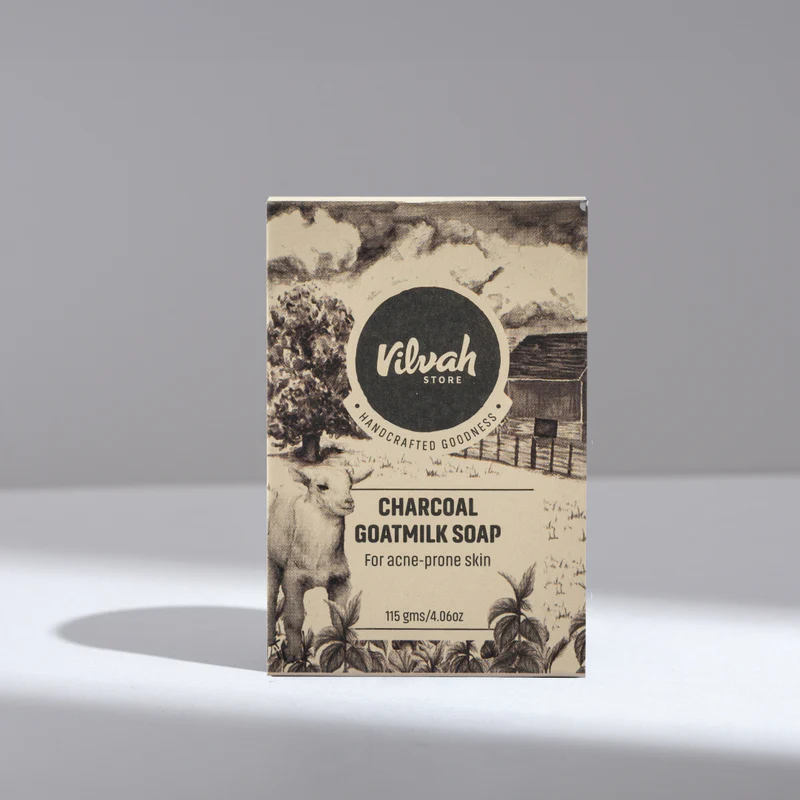 Vilvah
STORE
• HANDCRAFTED GOODNESS •
CHARCOAL
GOATMILK SOAP
For acne-prone skin
115 gms/4.06oz